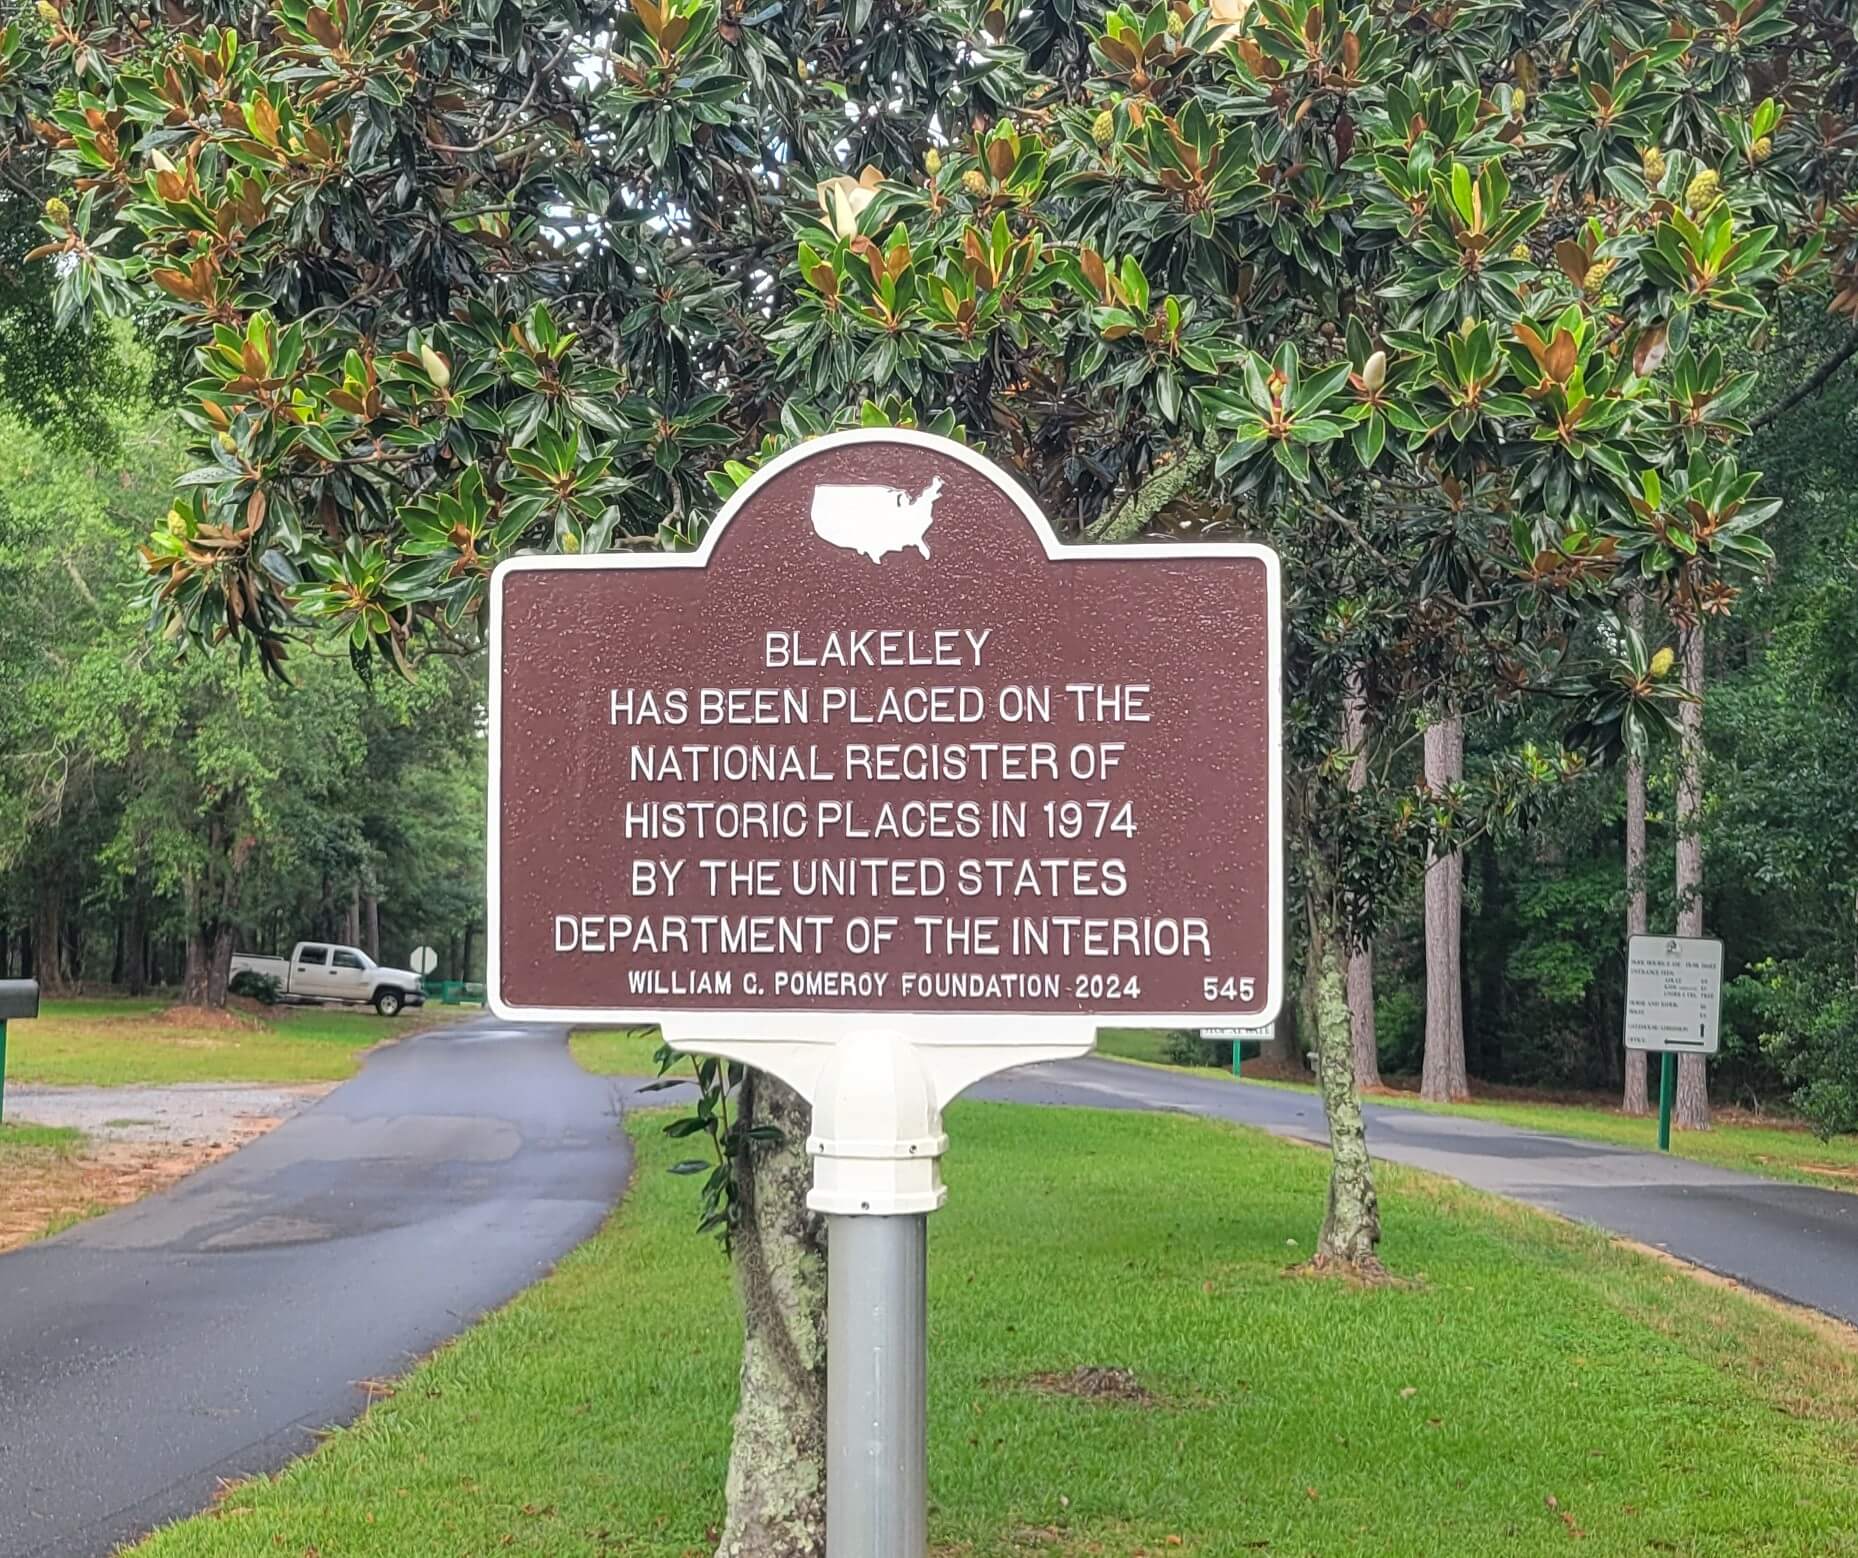 BLAKELEY
HAS BEEN PLACED ON THE
NATIONAL REGISTER OF
HISTORIC PLACES IN 1974
BY THE UNITED STATES
DEPARTMENT OF THE INTERIOR
WILLIAM G. POMEROY FOUNDATION 2024 545